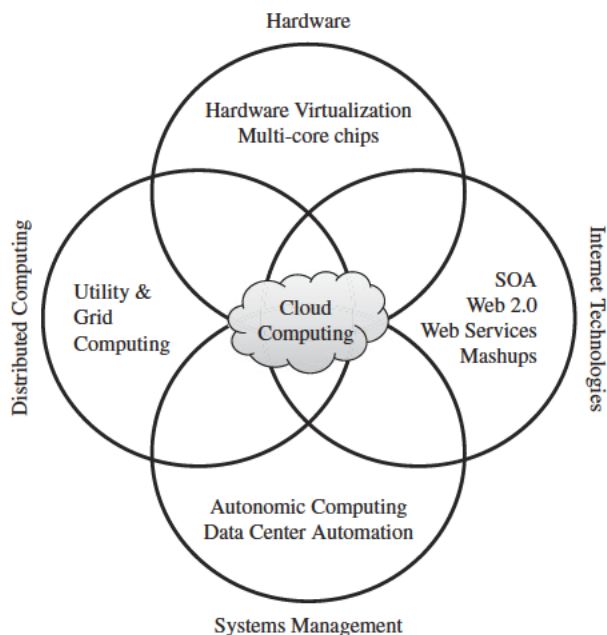 Hardware
Hardware Virtualization
Multi-core chips
Distributed Computing
Utility &
Grid
Computing
Cloud
Computing
SOA
Web 2.0
Web Services
Mashups
Internet Technologies
Autonomic Computing
Data Center Automation
Systems Management